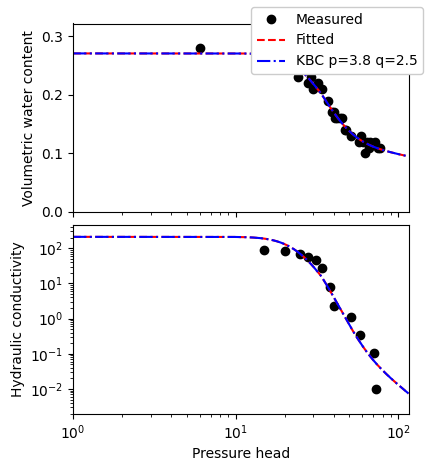 Measured
Fitted
KBC p=3.8 q=2.5
Volumetric water content
0.3
0.2
0.1
0.0
Hydraulic conductivity
10²
10¹
10⁰
10⁻¹
10⁻²
10⁰ 10¹ 10²
Pressure head